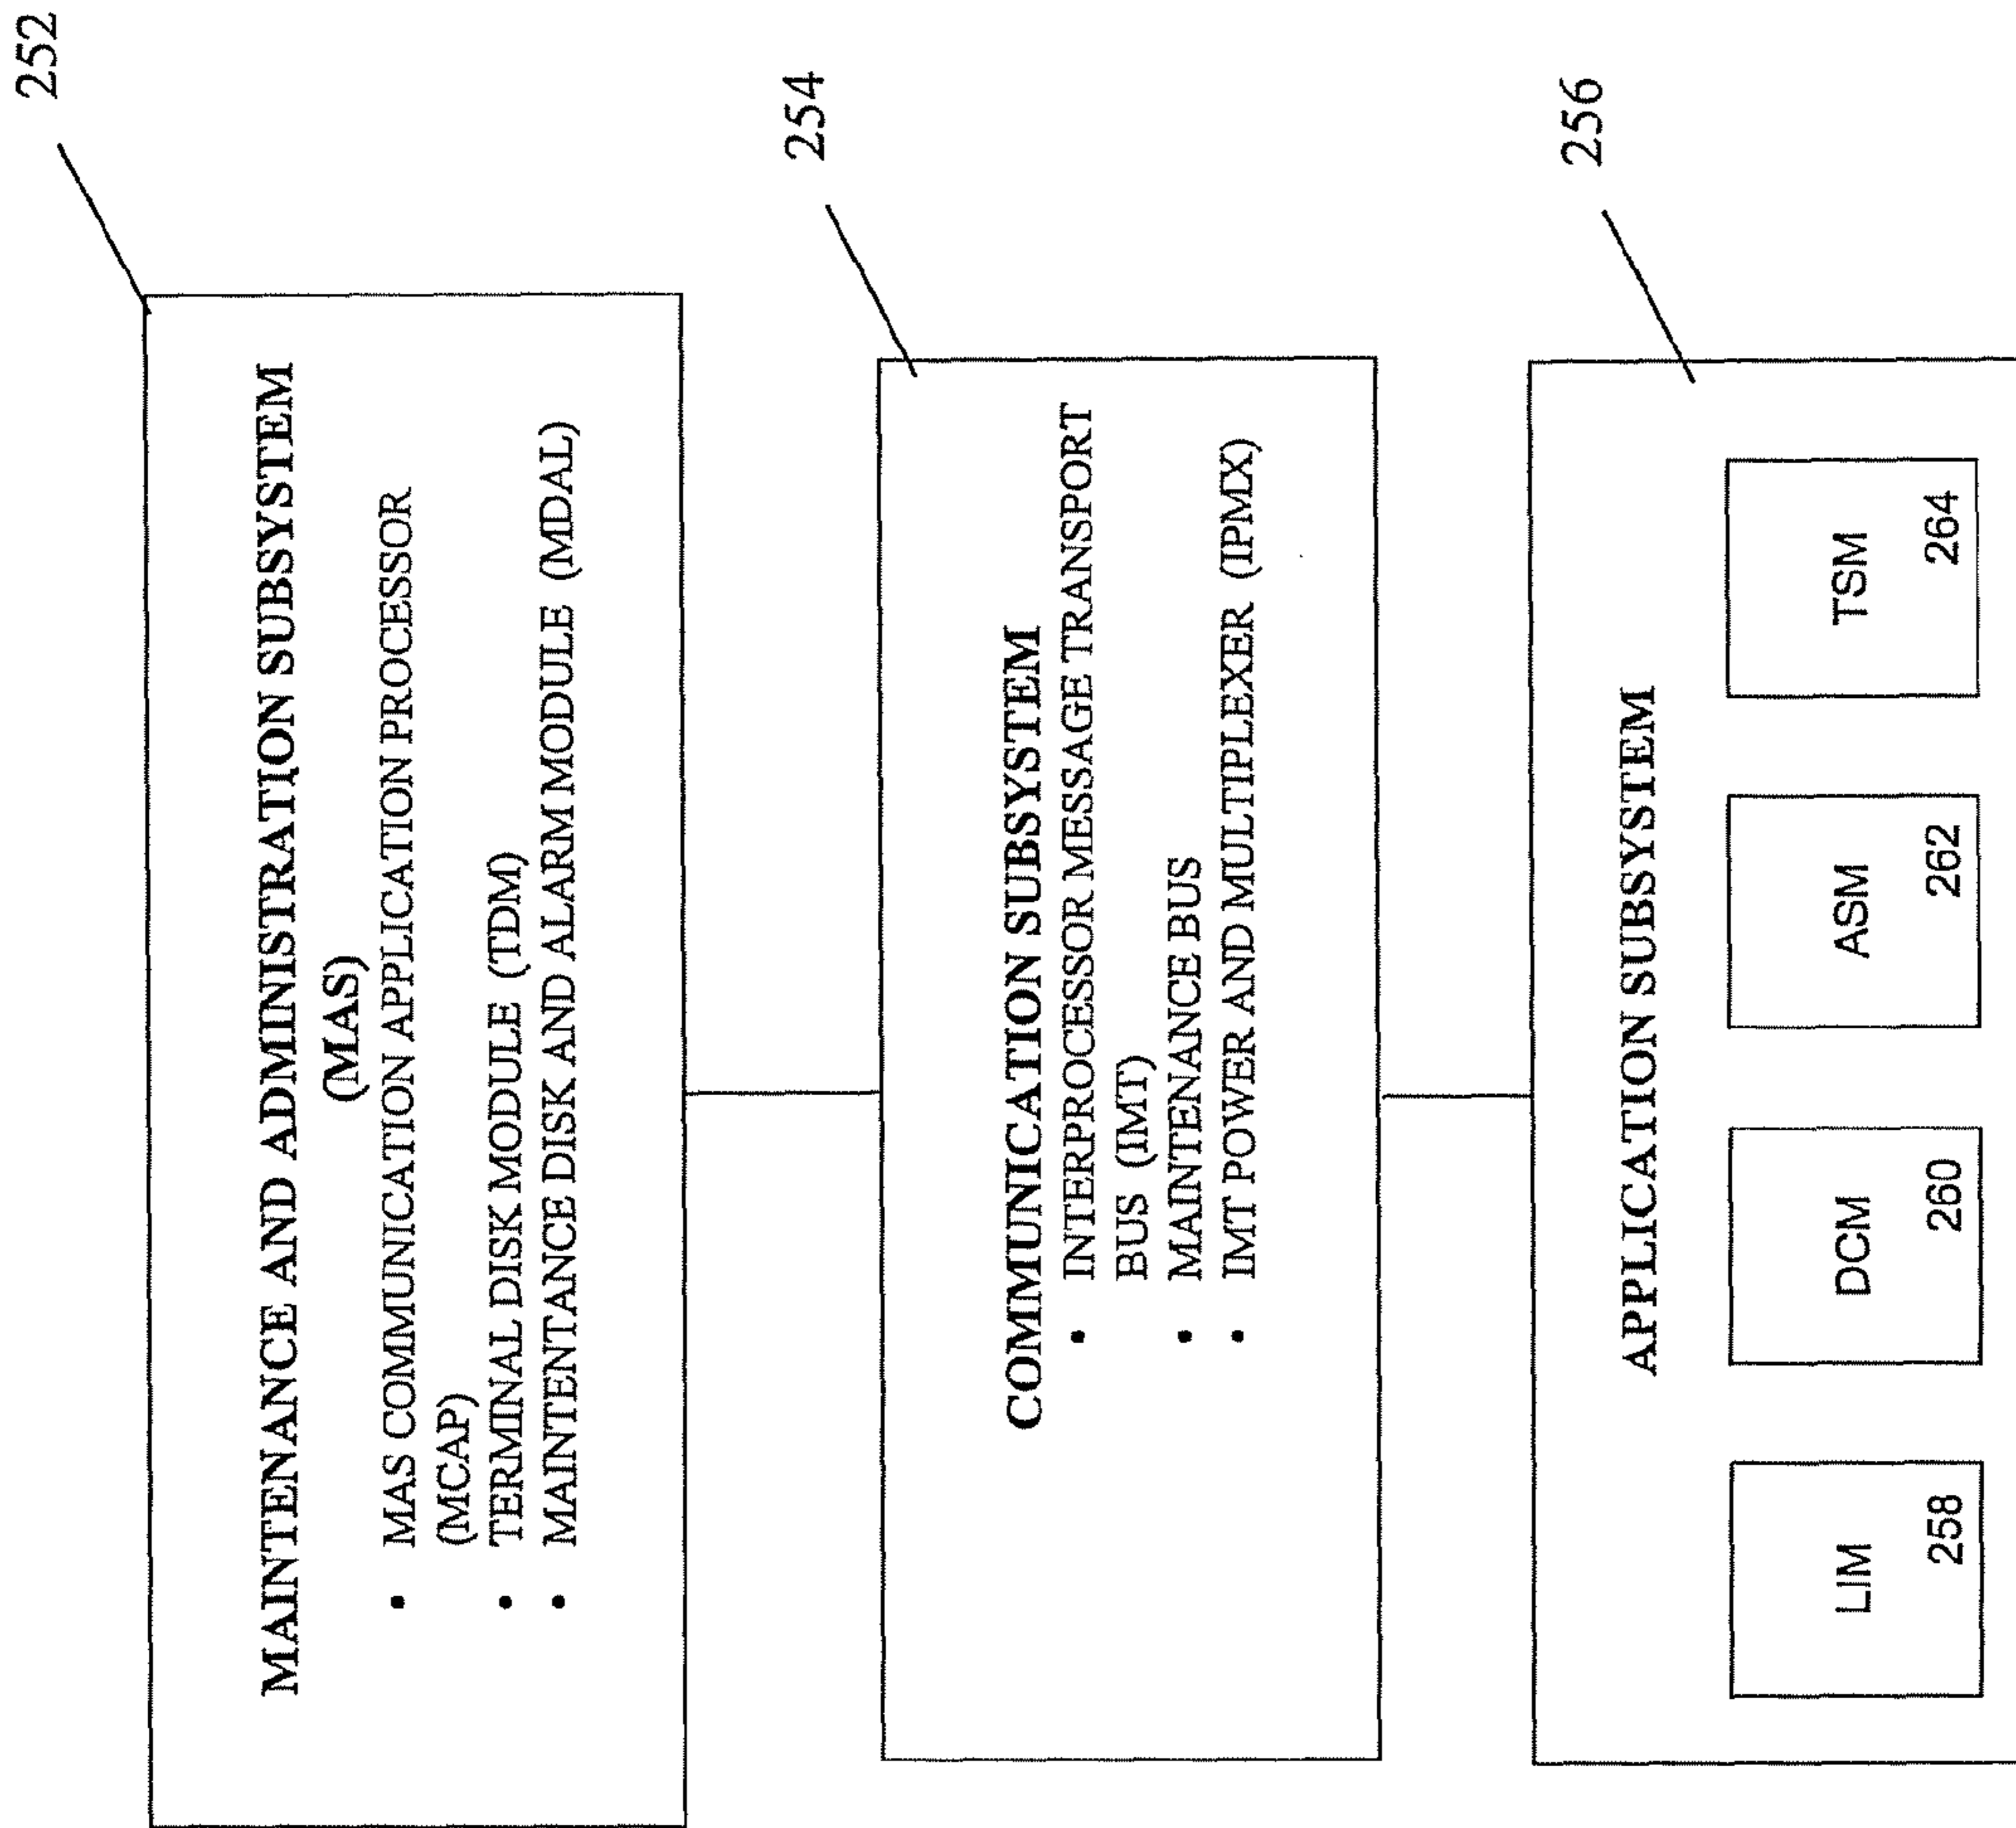 252
MAINTENANCE AND ADMINISTRATION SUBSYSTEM
(MAS)
• MAS COMMUNICATION APPLICATION PROCESSOR
(MCAP)
• TERMINAL DISK MODULE (TDM)
• MAINTENTANCE DISK AND ALARM MODULE (MDAL)
254
COMMUNICATION SUBSYSTEM
• INTERPROCESSOR MESSAGE TRANSPORT
BUS (IMT)
• MAINTENANCE BUS
• IMT POWER AND MULTIPLEXER (IPMX)
256
APPLICATION SUBSYSTEM
LIM
258
DCM
260
ASM
262
TSM
264